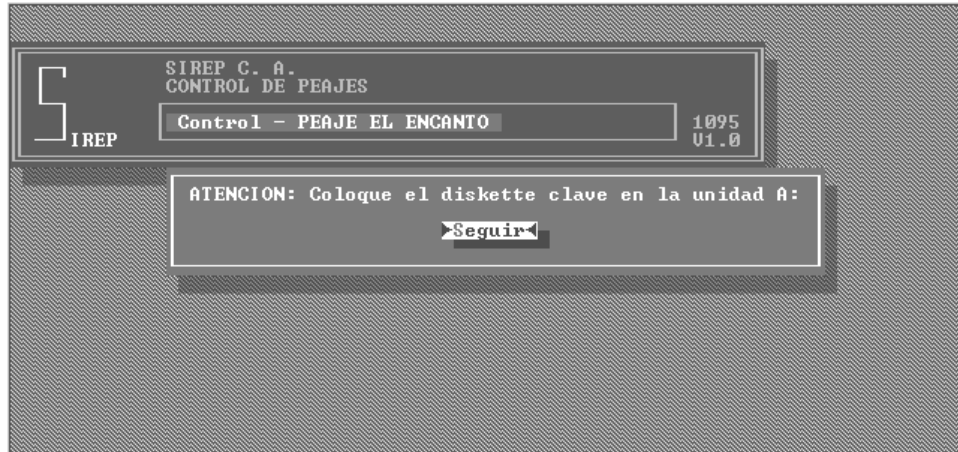 SIREP C. A.
CONTROL DE PEAJES
Control - PEAJE EL ENCANTO
1095
V1.0
SIREP
ATENCION: Coloque el diskette clave en la unidad A:
►Seguir◄